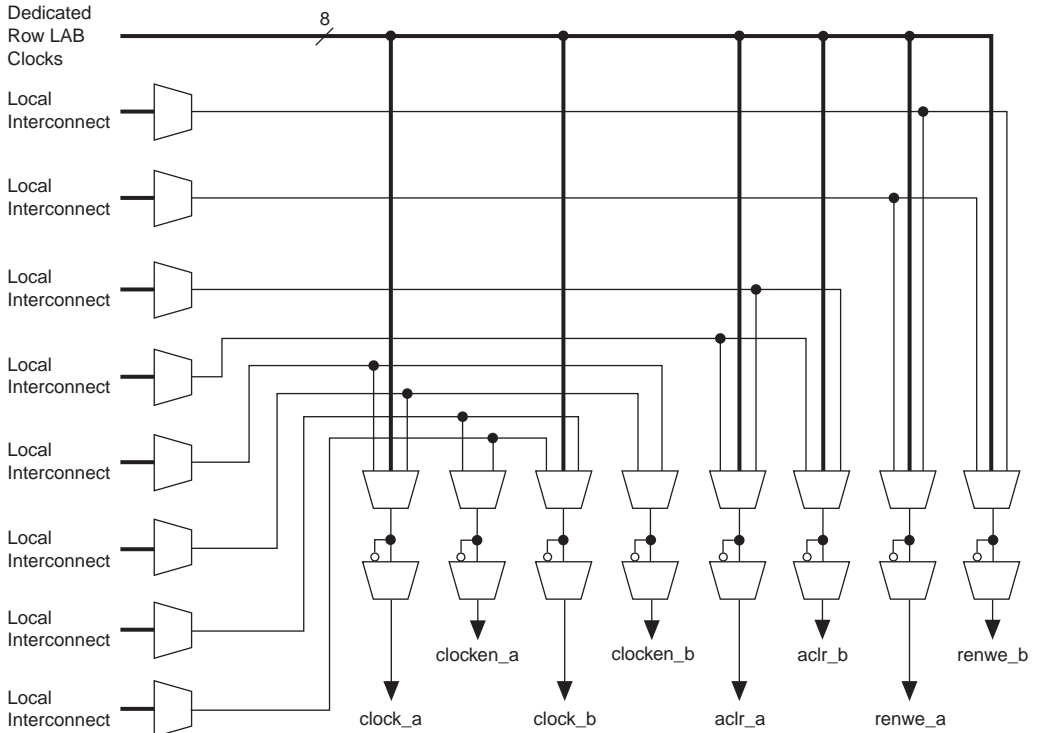 Dedicated
Row LAB
Clocks
8
Local
Interconnect
Local
Interconnect
Local
Interconnect
Local
Interconnect
Local
Interconnect
Local
Interconnect
Local
Interconnect
Local
Interconnect
clocken_a
clocken_b
aclr_b
renwe_b
clock_a
clock_b
aclr_a
renwe_a